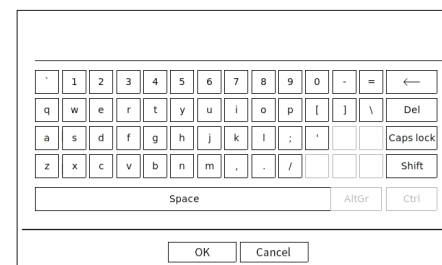 ` 1 2 3 4 5 6 7 8 9 0 - = ←
q w e r t y u i o p [ ] \ Del
a s d f g h j k l ; ' Caps lock
z x c v b n m , . / Shift
Space AltGr Ctrl
OK Cancel